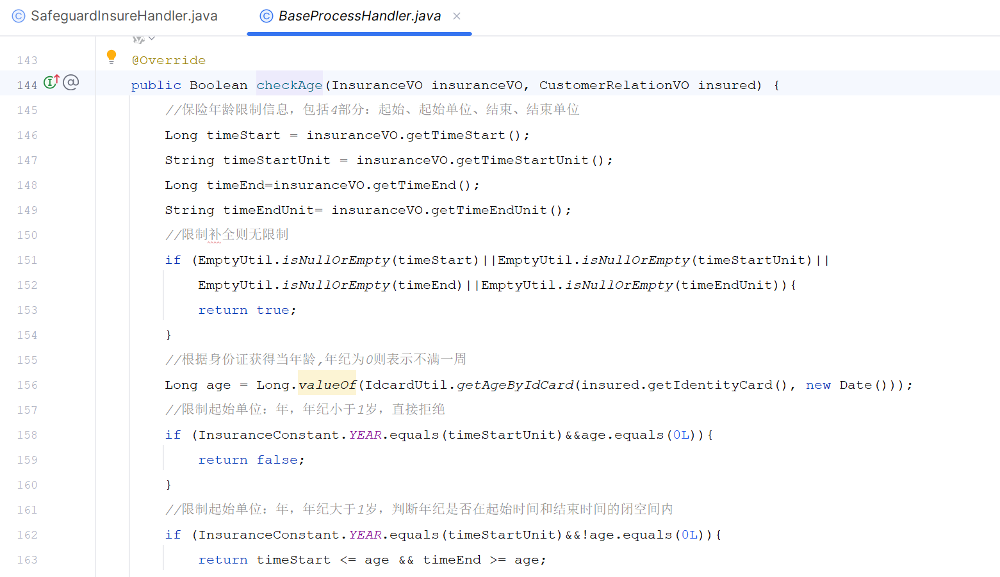 SafeguardInsureHandler.java
BaseProcessHandler.java
143 @Override
144 public Boolean checkAge(InsuranceVO insuranceVO, CustomerRelationVO insured) {
145 //保险年龄限制信息，包括4部分：起始、起始单位、结束、结束单位
146 Long timeStart = insuranceVO.getTimeStart();
147 String timeStartUnit = insuranceVO.getTimeStartUnit();
148 Long timeEnd=insuranceVO.getTimeEnd();
149 String timeEndUnit= insuranceVO.getTimeEndUnit();
150 //限制补全则无限制
151 if (EmptyUtil.isNullOrEmpty(timeStart)||EmptyUtil.isNullOrEmpty(timeStartUnit)||
152 EmptyUtil.isNullOrEmpty(timeEnd)||EmptyUtil.isNullOrEmpty(timeEndUnit)){
153 return true;
154 }
155 //根据身份证获得当年龄,年纪为0则表示不满一周
156 Long age = Long.valueOf(IdcardUtil.getAgeByIdCard(insured.getIdentityCard(), new Date()));
157 //限制起始单位：年，年纪小于1岁，直接拒绝
158 if (InsuranceConstant.YEAR.equals(timeStartUnit)&&age.equals(0L)){
159 return false;
160 }
161 //限制起始单位：年，年纪大于1岁，判断年纪是否在起始时间和结束时间的闭空间内
162 if (InsuranceConstant.YEAR.equals(timeStartUnit)&&!age.equals(0L)){
163 return timeStart <= age && timeEnd >= age;